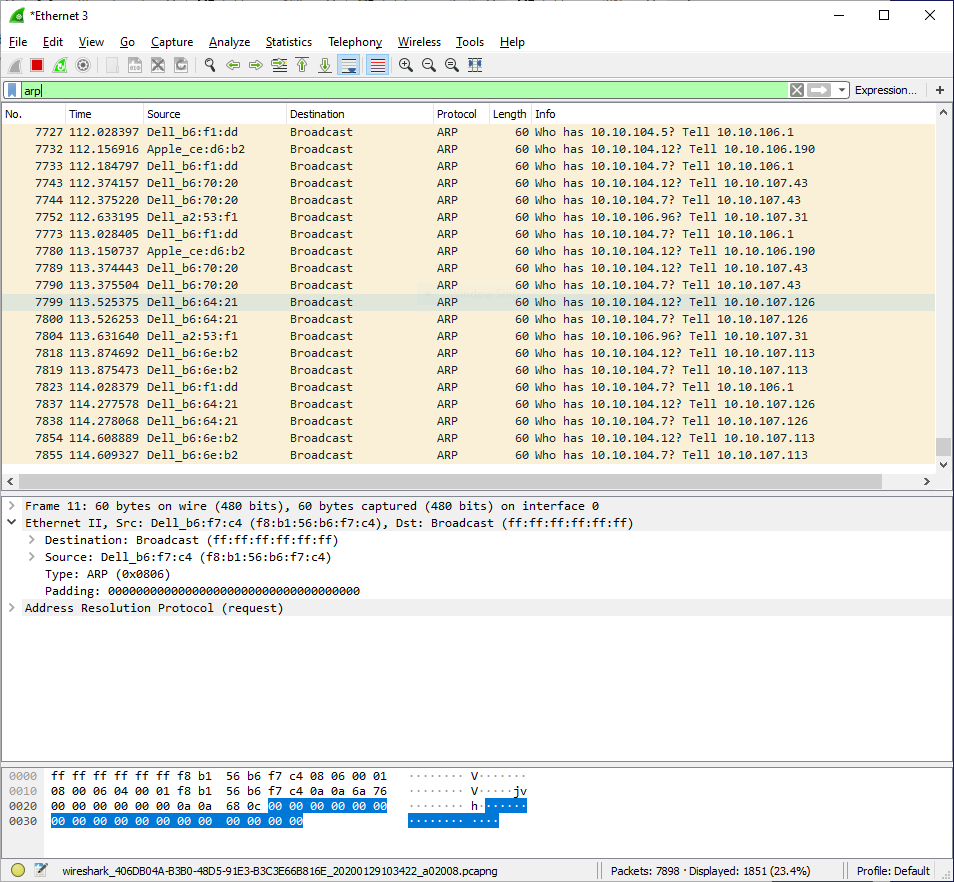 *Ethernet 3
File Edit View Go Capture Analyze Statistics Telephony Wireless Tools Help
arp Expression... +
No. Time Source Destination Protocol Length Info
7727 112.028397 Dell_b6:f1:dd Broadcast ARP 60 Who has 10.10.104.5? Tell 10.10.106.1
7732 112.156916 Apple_ce:d6:b2 Broadcast ARP 60 Who has 10.10.104.12? Tell 10.10.106.190
7733 112.184797 Dell_b6:f1:dd Broadcast ARP 60 Who has 10.10.104.12? Tell 10.10.106.1
7743 112.374157 Dell_b6:70:20 Broadcast ARP 60 Who has 10.10.104.12? Tell 10.10.107.43
7744 112.375220 Dell_b6:70:20 Broadcast ARP 60 Who has 10.10.104.7? Tell 10.10.107.43
7752 112.633195 Dell_a2:53:f1 Broadcast ARP 60 Who has 10.10.106.96? Tell 10.10.107.31
7773 113.028405 Dell_b6:f1:dd Broadcast ARP 60 Who has 10.10.104.7? Tell 10.10.106.1
7780 113.150737 Apple_ce:d6:b2 Broadcast ARP 60 Who has 10.10.104.12? Tell 10.10.106.190
7789 113.374443 Dell_b6:70:20 Broadcast ARP 60 Who has 10.10.104.12? Tell 10.10.107.43
7790 113.375504 Dell_b6:70:20 Broadcast ARP 60 Who has 10.10.104.7? Tell 10.10.107.43
7799 113.525375 Dell_b6:64:21 Broadcast ARP 60 Who has 10.10.104.12? Tell 10.10.107.126
7800 113.526253 Dell_b6:64:21 Broadcast ARP 60 Who has 10.10.104.7? Tell 10.10.107.126
7804 113.631640 Dell_a2:53:f1 Broadcast ARP 60 Who has 10.10.106.96? Tell 10.10.107.31
7818 113.874692 Dell_b6:6e:b2 Broadcast ARP 60 Who has 10.10.104.12? Tell 10.10.107.113
7819 113.875473 Dell_b6:6e:b2 Broadcast ARP 60 Who has 10.10.104.7? Tell 10.10.107.113
7823 114.028379 Dell_b6:f1:dd Broadcast ARP 60 Who has 10.10.104.7? Tell 10.10.106.1
7837 114.277578 Dell_b6:64:21 Broadcast ARP 60 Who has 10.10.104.12? Tell 10.10.107.126
7838 114.278068 Dell_b6:64:21 Broadcast ARP 60 Who has 10.10.104.7? Tell 10.10.107.126
7854 114.608889 Dell_b6:6e:b2 Broadcast ARP 60 Who has 10.10.104.12? Tell 10.10.107.113
7855 114.609327 Dell_b6:6e:b2 Broadcast ARP 60 Who has 10.10.104.7? Tell 10.10.107.113
Frame 11: 60 bytes on wire (480 bits), 60 bytes captured (480 bits) on interface 0
Ethernet II, Src: Dell_b6:f7:c4 (f8:b1:56:b6:f7:c4), Dst: Broadcast (ff:ff:ff:ff:ff:ff)
Destination: Broadcast (ff:ff:ff:ff:ff:ff)
Source: Dell_b6:f7:c4 (f8:b1:56:b6:f7:c4)
Type: ARP (0x0806)
Padding: 000000000000000000000000000000000000
Address Resolution Protocol (request)
0000 ff ff ff ff ff ff f8 b1 56 b6 f7 c4 08 06 00 01 ········ V·······
0010 08 00 06 04 00 01 f8 b1 56 b6 f7 c4 0a 0a 6a 76 ········ V·····jv
0020 00 00 00 00 00 00 0a 0a 68 0c 00 00 00 00 00 00 ········ h·······
0030 00 00 00 00 00 00 00 00 00 00 00 00 ········ ····
wireshark_406DB04A-B3B0-48D5-91E3-B3C3E66B816E_20200129103422_a02008.pcapng Packets: 7898 · Displayed: 1851 (23.4%) Profile: Default